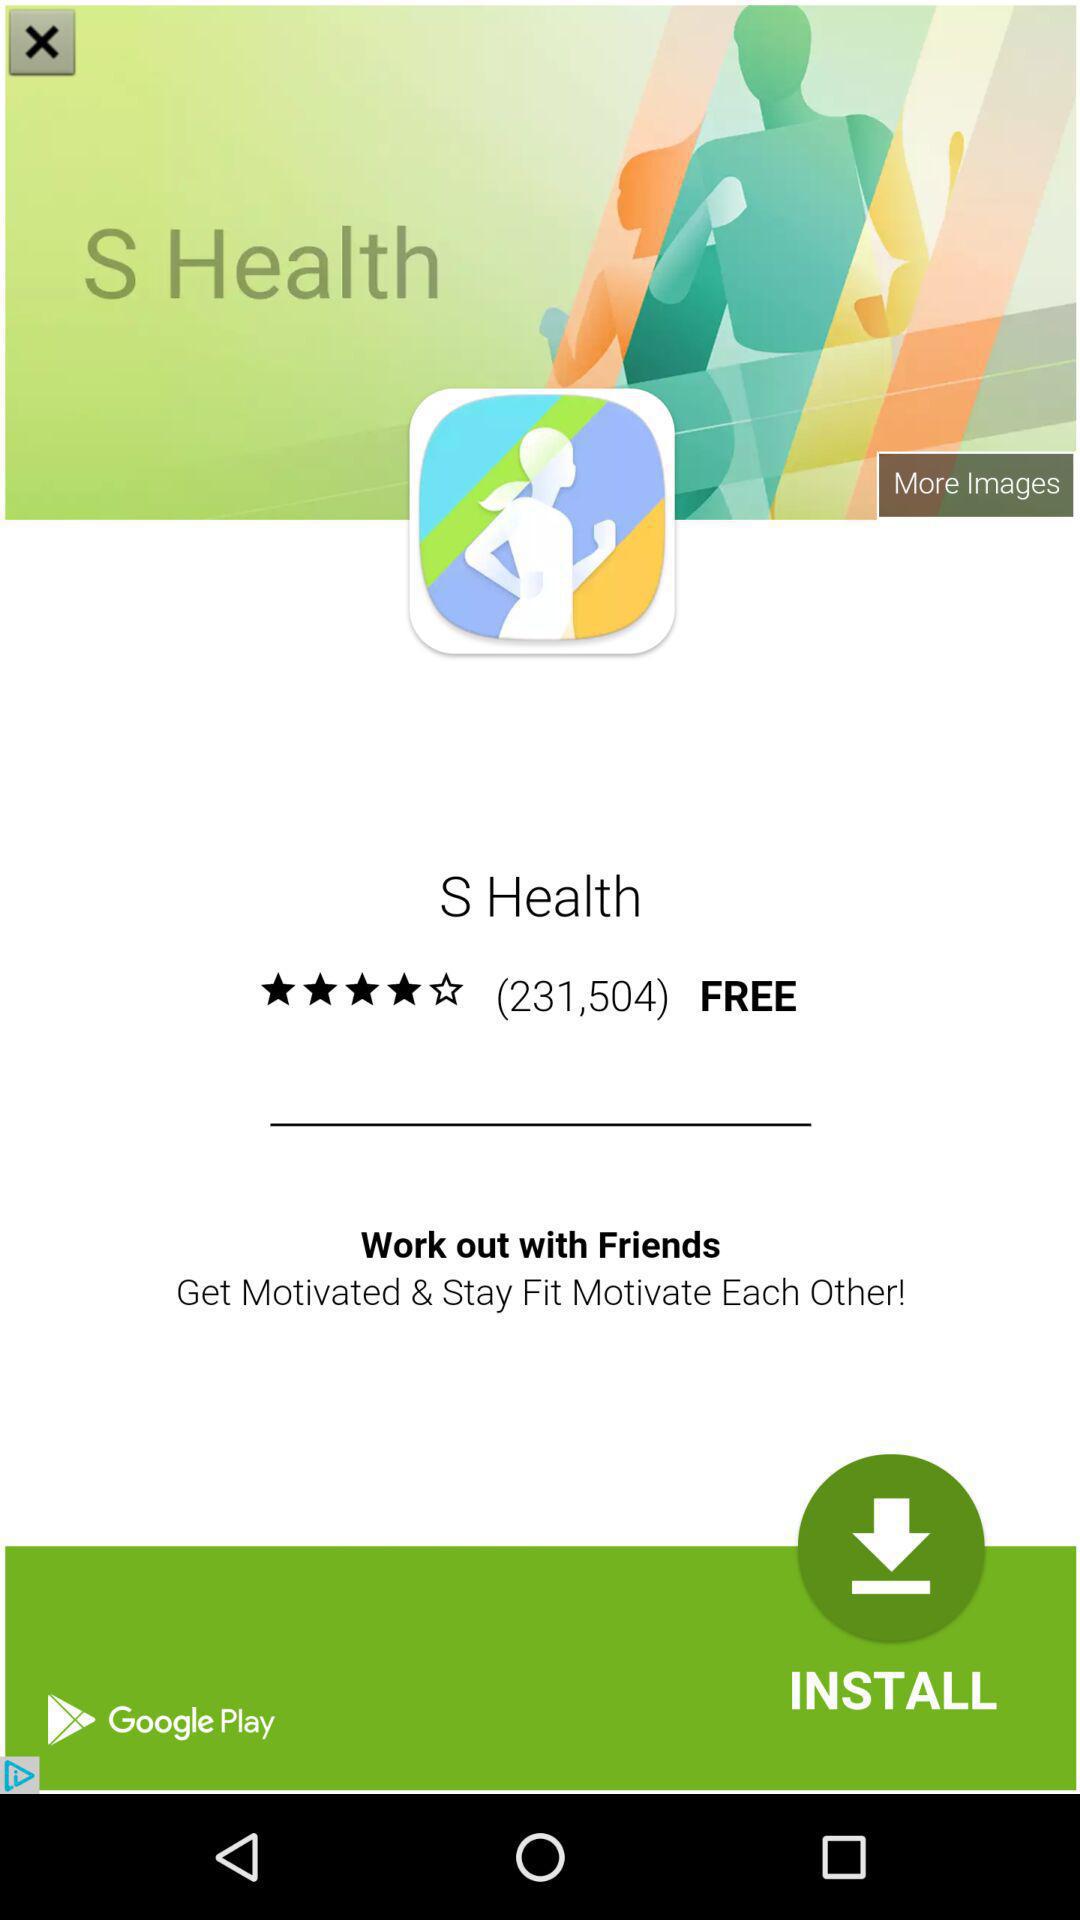 S Health
More Images
S Health
(231,504) FREE
Work out with Friends
Get Motivated & Stay Fit Motivate Each Other!
INSTALL
Google Play